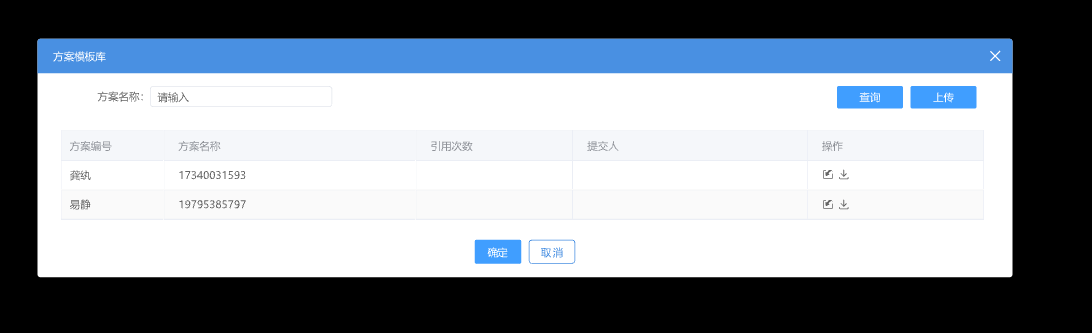 方案模板库
方案名称： 请输入 查询 上传
方案编号 方案名称 引用次数 提交人 操作
龚纨 17340031593
易静 19795385797
确定 取消